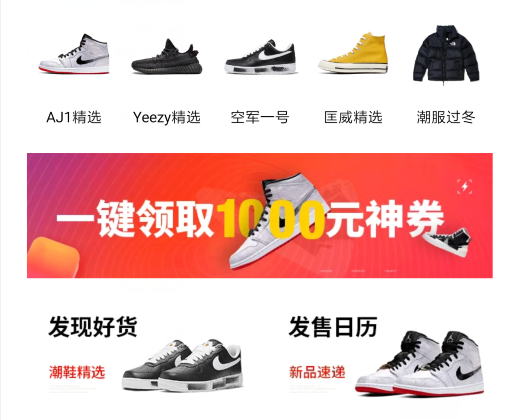 AJ1精选
Yeezy精选
空军一号
匡威精选
潮服过冬
一键领取1000元神券
发现好货
发售日历
潮鞋精选
新品速递